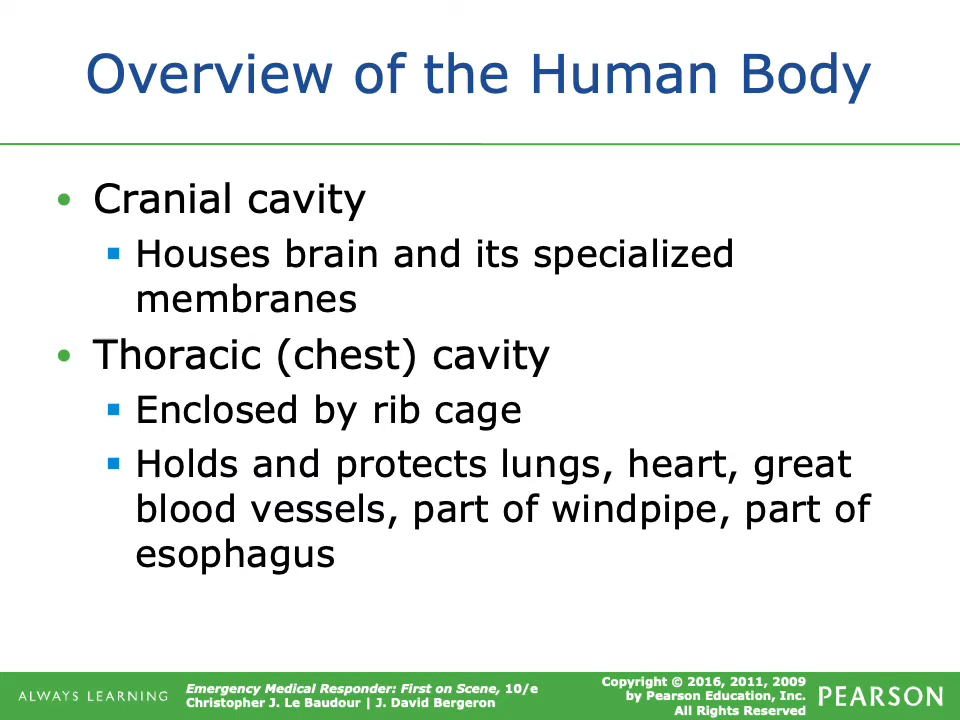 Overview of the Human Body
• Cranial cavity
▪ Houses brain and its specialized
membranes
• Thoracic (chest) cavity
▪ Enclosed by rib cage
▪ Holds and protects lungs, heart, great
blood vessels, part of windpipe, part of
esophagus
ALWAYS LEARNING
Emergency Medical Responder: First on Scene, 10/e
Christopher J. Le Baudour | J. David Bergeron
Copyright © 2016, 2011, 2009
by Pearson Education, Inc.
All Rights Reserved
PEARSON